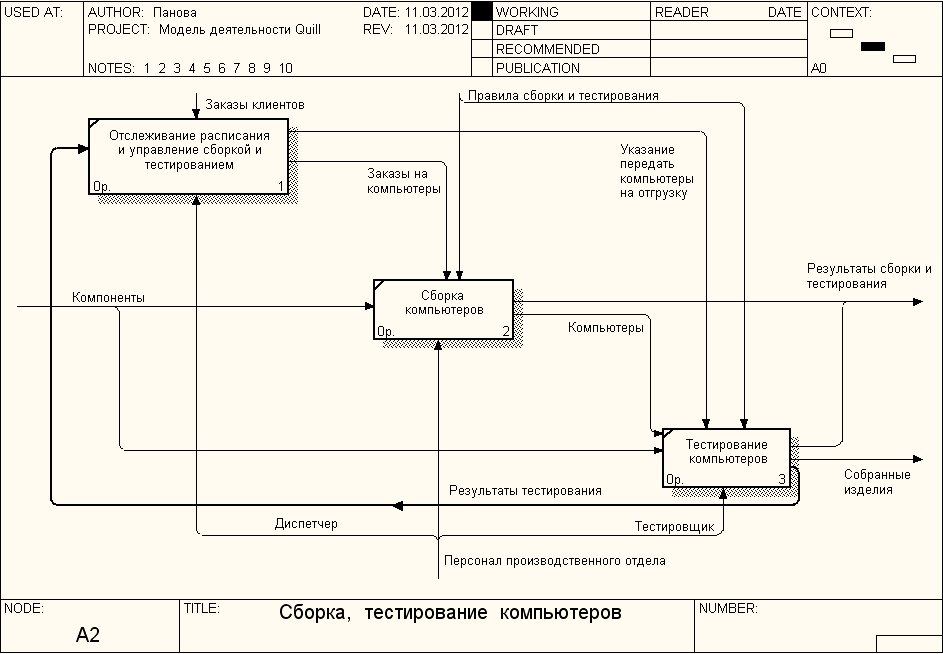 USED AT:
AUTHOR: Панова
DATE: 11.03.2012
PROJECT: Модель деятельности Quill
REV: 11.03.2012
NOTES: 1 2 3 4 5 6 7 8 9 10
WORKING
DRAFT
RECOMMENDED
PUBLICATION
READER DATE
CONTEXT:
A0
Заказы клиентов
Правила сборки и тестирования
Отслеживание расписания
и управление сборкой и
тестированием
0р. 1
Указание
передать
компьютеры
на отгрузку
Заказы на
компьютеры
Результаты сборки и
тестирования
Компоненты
Сборка
компьютеров
0р. 2
Компьютеры
Тестирование
компьютеров
0р. 3
Собранные
изделия
Результаты тестирования
Диспетчер
Тестировщик
Персонал производственного отдела
NODE:
A2
TITLE:
Сборка, тестирование компьютеров
NUMBER: